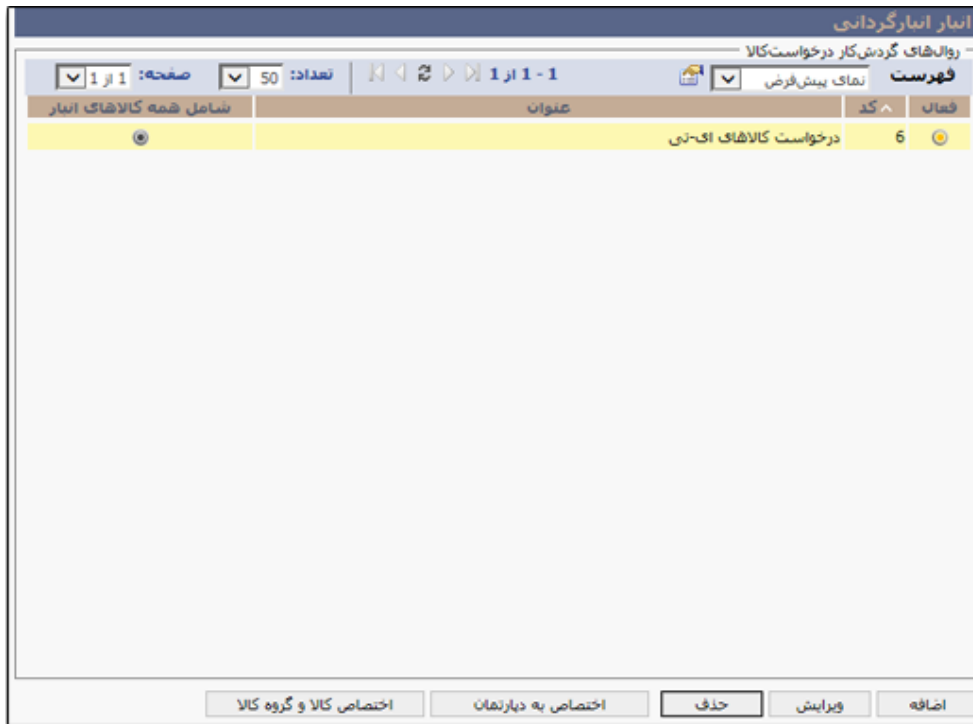 انبار انبارگردانی
روال‌های گردش‌کار درخواست‌کالا
فهرست نمای پیش‌فرض 1 - 1 از 1 تعداد: 50 صفحه: 1 از 1
فعال کد عنوان شامل همه کالاهای انبار
6 درخواست کالاهای ای-تی
اضافه ویرایش حذف اختصاص به دپارتمان اختصاص کالا و گروه کالا